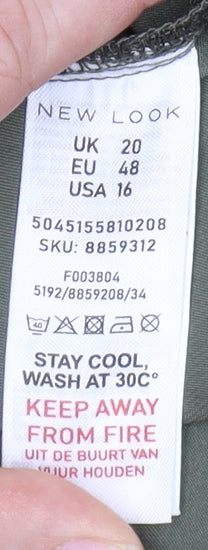 NEW LOOK
UK 20
EU 48
USA 16
5045155810208
SKU: 8859312
F003804
5192/8859208/34
40
STAY COOL,
WASH AT 30C°
KEEP AWAY
FROM FIRE
UIT DE BUURT VAN
VUUR HOUDEN